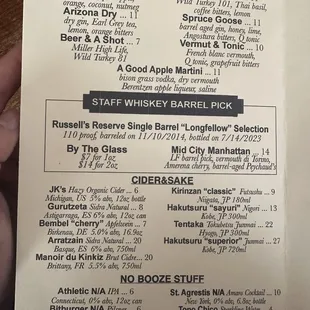 orange, coconut, nutmeg
Arizona Dry ... 11
dry gin, Earl Grey tea,
lemon, orange bitters
Beer & A Shot ... 7
Miller High Life,
Wild Turkey 81
Wild Turkey 101, Thai basil,
coffee bitters, lemon
Spruce Goose ... 11
barrel aged gin, honey, lime,
Angostura bitters, Q tonic
Vermut & Tonic ... 10
French blanc vermouth,
Q tonic, grapefruit bitters
A Good Apple Martini ... 11
bison grass vodka, dry vermouth
Berentzen apple liqueur, saline
STAFF WHISKEY BARREL PICK
Russell's Reserve Single Barrel "Longfellow" Selection
110 proof, barreled on 11/10/2014, bottled on 7/14/2023
By The Glass
$7 for 1oz
$14 for 2oz
Mid City Manhattan ... 14
LF barrel pick, vermouth di Torino,
Amarena cherry, barrel-aged Peychaud's
CIDER&SAKE
JK's Hazy Organic Cider ... 6
Michigan, US 5% abv, 12oz bottle
Gurutzeta Sidra Natural ... 8
Astigarraga, ES 6% abv, 12oz can
Bembel "cherry" Apfelwein ... 7
Birkenau, DE 5.0% abv, 16.9oz
Arratzain Sidra Natural ... 26
Basque, ES 6% abv, 750ml
Manoir du Kinkiz Brut Cidre ... 20
Brittany, FR 5.5% abv, 750ml
Kirinzan "classic" Futsushu ... 9
Niigata, JP 180ml
Hakutsuru "sayuri" Nigori ... 13
Kobe, JP 300ml
Tentaka Tokubetsu Junmai ... 22
Hyogo, JP 300ml
Hakutsuru "superior" Junmai ... 27
Kobe, JP 720ml
NO BOOZE STUFF
Athletic N/A IPA ... 6
Connecticut, 0% abv, 12oz can
St. Agrestis N/A Amaro Cocktail ... 10
New York, 0% abv, 6.8oz bottle